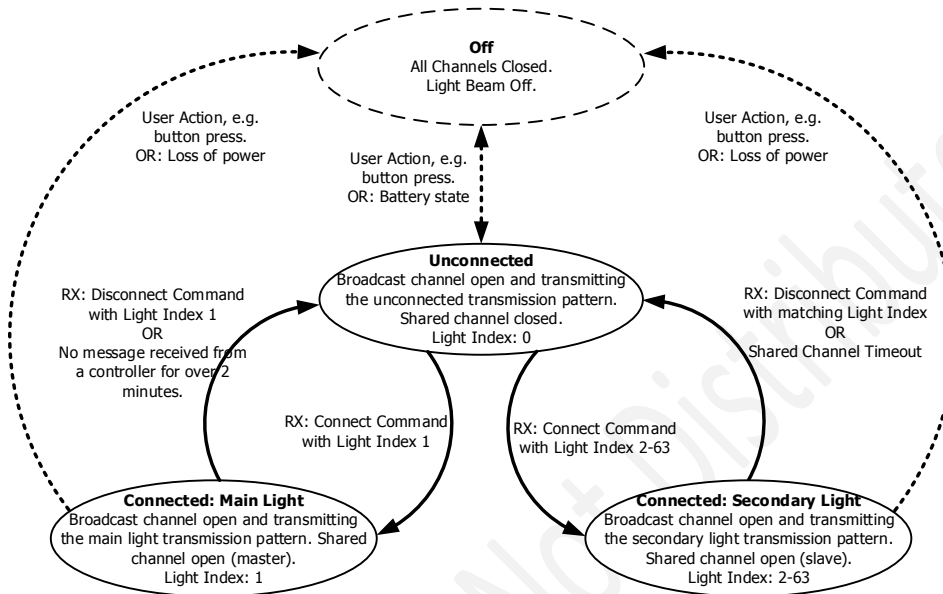 Off
All Channels Closed.
Light Beam Off.
User Action, e.g.
button press.
OR: Loss of power
User Action, e.g.
button press.
OR: Battery state
User Action, e.g.
button press.
OR: Loss of power
Unconnected
Broadcast channel open and transmitting
the unconnected transmission pattern.
Shared channel closed.
Light Index: 0
RX: Disconnect Command
with Light Index 1
OR
No message received from
a controller for over 2
minutes.
RX: Disconnect Command
with matching Light Index
OR
Shared Channel Timeout
RX: Connect Command
with Light Index 1
RX: Connect Command
with Light Index 2-63
Connected: Main Light
Broadcast channel open and transmitting
the main light transmission pattern. Shared
channel open (master).
Light Index: 1
Connected: Secondary Light
Broadcast channel open and transmitting
the secondary light transmission pattern.
Shared channel open (slave).
Light Index: 2-63